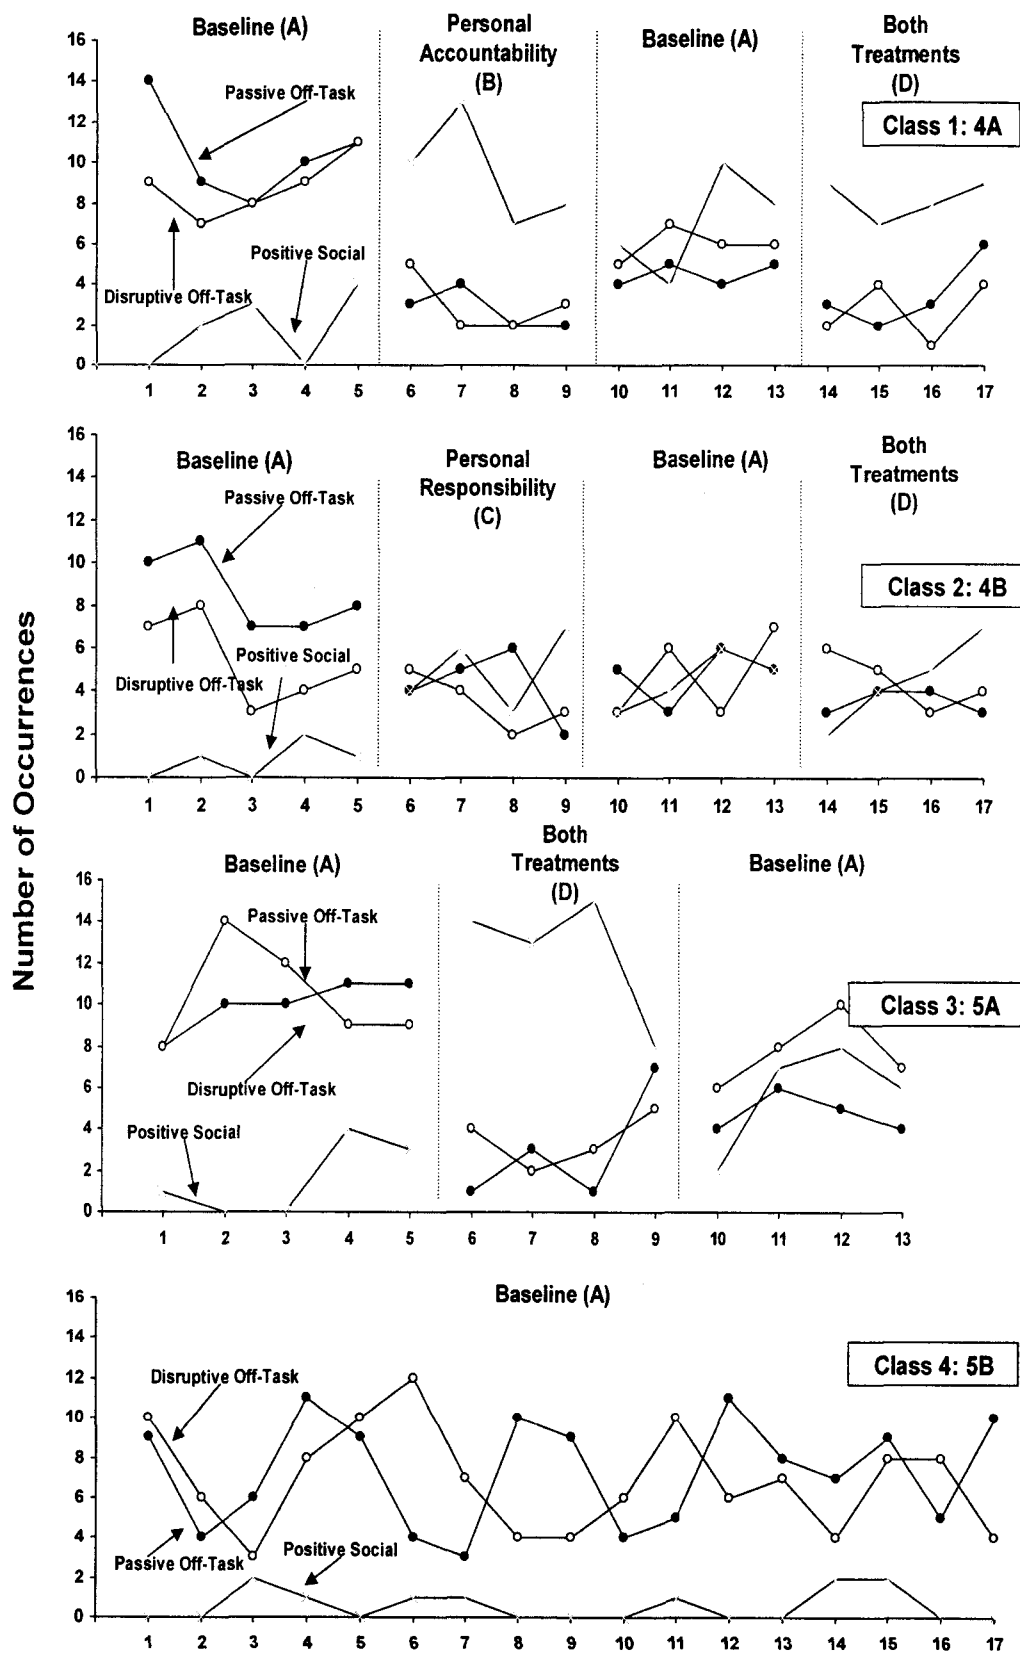 Number of Occurrences
Baseline (A)
Personal
Accountability
(B)
Baseline (A)
Both
Treatments
(D)
Class 1: 4A
Passive Off-Task
Positive Social
Disruptive Off-Task
16
14
12
10
8
6
4
2
0
1 2 3 4 5 6 7 8 9 10 11 12 13 14 15 16 17
Baseline (A)
Personal
Responsibility
(C)
Baseline (A)
Both
Treatments
(D)
Class 2: 4B
Passive Off-Task
Positive Social
Disruptive Off-Task
16
14
12
10
8
6
4
2
0
1 2 3 4 5 6 7 8 9 10 11 12 13 14 15 16 17
Baseline (A)
Both
Treatments
(D)
Baseline (A)
Class 3: 5A
Passive Off-Task
Disruptive Off-Task
Positive Social
16
14
12
10
8
6
4
2
0
1 2 3 4 5 6 7 8 9 10 11 12 13
Baseline (A)
Class 4: 5B
Disruptive Off-Task
Passive Off-Task
Positive Social
16
14
12
10
8
6
4
2
0
1 2 3 4 5 6 7 8 9 10 11 12 13 14 15 16 17